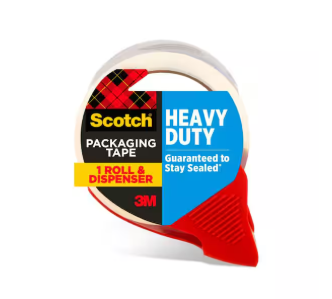 Scotch
PACKAGING
TAPE
1 ROLL &
DISPENSER
3M
HEAVY
DUTY
Guaranteed to
Stay Sealed*